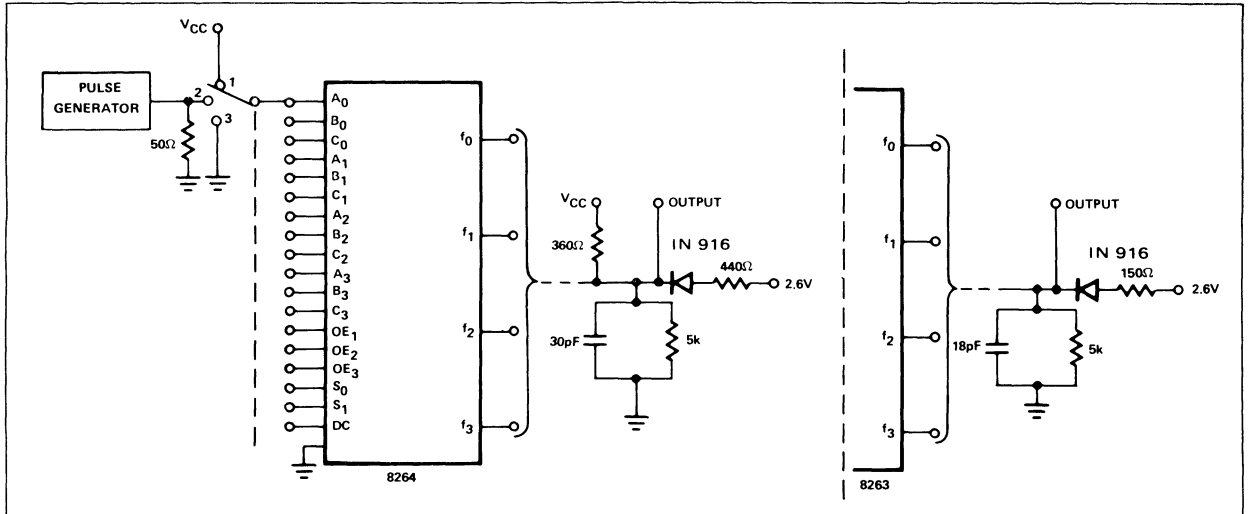 VCC
PULSE
GENERATOR
1
2
3
50Ω
A0
B0
C0
A1
B1
C1
A2
B2
C2
A3
B3
C3
OE1
OE2
OE3
S0
S1
DC
f0
f1
f2
f3
8264
VCC
OUTPUT
360Ω
IN 916
440Ω
2.6V
30pF
5k
f0
f1
f2
f3
8263
OUTPUT
IN 916
150Ω
2.6V
18pF
5k